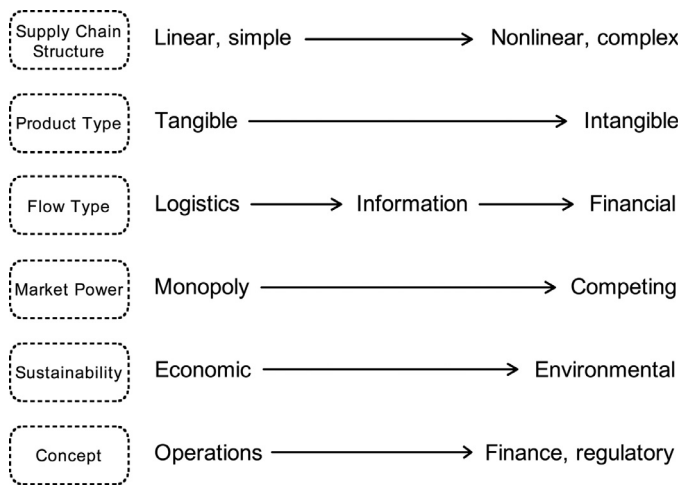 Supply Chain
Structure
Linear, simple
Nonlinear, complex
Product Type
Tangible
Intangible
Flow Type
Logistics
Information
Financial
Market Power
Monopoly
Competing
Sustainability
Economic
Environmental
Concept
Operations
Finance, regulatory